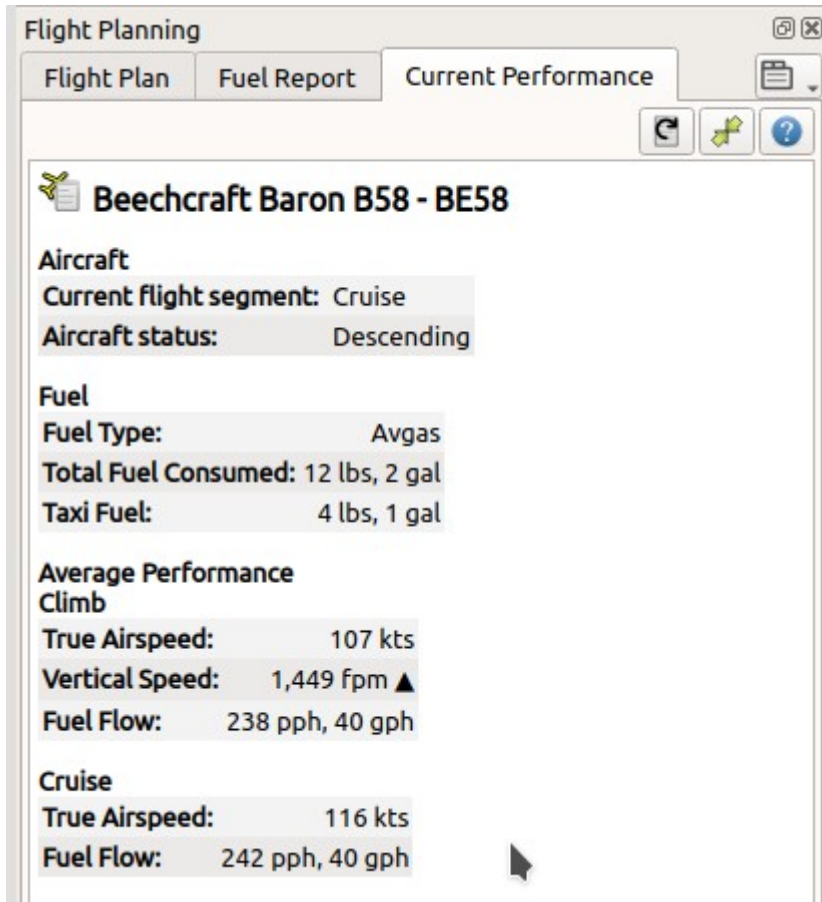 Flight Planning
Flight Plan Fuel Report Current Performance
Beechcraft Baron B58 - BE58
Aircraft
Current flight segment: Cruise
Aircraft status: Descending
Fuel
Fuel Type: Avgas
Total Fuel Consumed: 12 lbs, 2 gal
Taxi Fuel: 4 lbs, 1 gal
Average Performance
Climb
True Airspeed: 107 kts
Vertical Speed: 1,449 fpm ▲
Fuel Flow: 238 pph, 40 gph
Cruise
True Airspeed: 116 kts
Fuel Flow: 242 pph, 40 gph